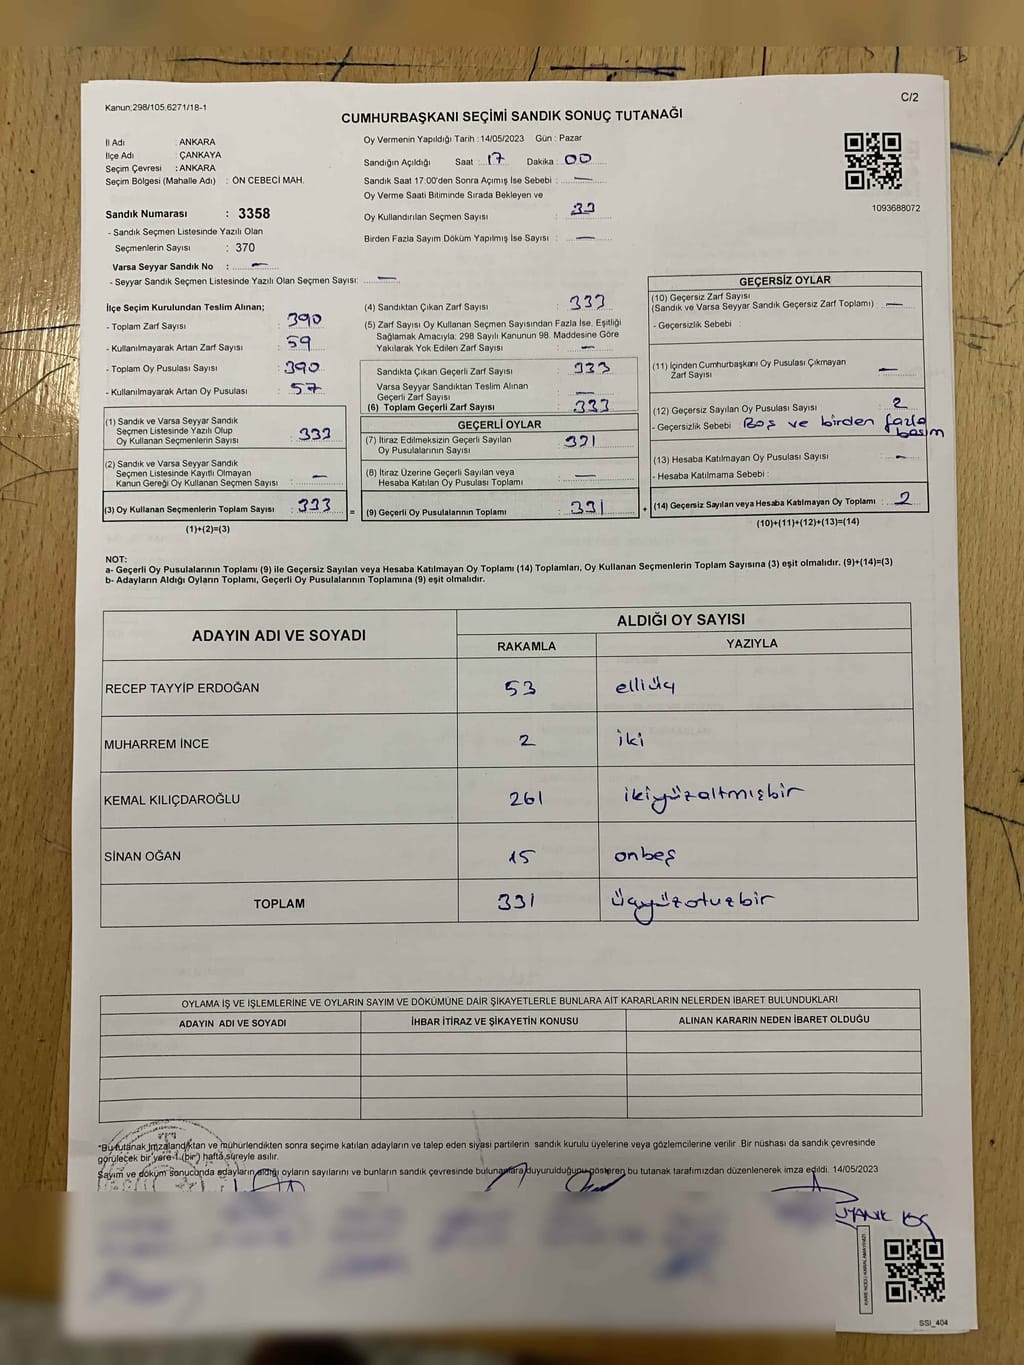 Kanun:298/105,6271/18-1
C/2
CUMHURBAŞKANI SEÇİMİ SANDIK SONUÇ TUTANAĞI
İl Adı : ANKARA
İlçe Adı : ÇANKAYA
Seçim Çevresi : ANKARA
Seçim Bölgesi (Mahalle Adı) : ÖN CEBECİ MAH.
Sandık Numarası : 3358
- Sandık Seçmen Listesinde Yazılı Olan
Seçmenlerin Sayısı : 370
Varsa Seyyar Sandık No : —
- Seyyar Sandık Seçmen Listesinde Yazılı Olan Seçmen Sayısı: —
Oy Vermenin Yapıldığı Tarih : 14/05/2023 Gün : Pazar
Sandığın Açıldığı Saat : 17 Dakika : 00
Sandık Saat 17:00'den Sonra Açımış İse Sebebi : —
Oy Verme Saati Bitiminde Sırada Bekleyen ve
Oy Kullandırılan Seçmen Sayısı :
Birden Fazla Sayım Döküm Yapılmış İse Sayısı : —
1093688072
İlçe Seçim Kurulundan Teslim Alınan;
- Toplam Zarf Sayısı : 390
- Kullanılmayarak Artan Zarf Sayısı : 59
- Toplam Oy Pusulası Sayısı : 390
- Kullanılmayarak Artan Oy Pusulası : 57
(1) Sandık ve Varsa Seyyar Sandık
Seçmen Listesinde Yazılı Olup
Oy Kullanan Seçmenlerin Sayısı : 333
(2) Sandık ve Varsa Seyyar Sandık
Seçmen Listesinde Kayıtlı Olmayan
Kanun Gereği Oy Kullanan Seçmen Sayısı : —
(3) Oy Kullanan Seçmenlerin Toplam Sayısı : 333
(1)+(2)=(3)
(4) Sandıktan Çıkan Zarf Sayısı : 333
(5) Zarf Sayısı Oy Kullanan Seçmen Sayısından Fazla İse, Eşitliği
Sağlamak Amacıyla; 298 Sayılı Kanunun 98. Maddesine Göre
Yakılarak Yok Edilen Zarf Sayısı : —
Sandıkta Çıkan Geçerli Zarf Sayısı : 333
Varsa Seyyar Sandıktan Teslim Alınan
Geçerli Zarf Sayısı : —
(6) Toplam Geçerli Zarf Sayısı : 333
GEÇERLİ OYLAR
(7) İtiraz Edilmeksizin Geçerli Sayılan
Oy Pusulalarının Sayısı : 331
(8) İtiraz Üzerine Geçerli Sayılan veya
Hesaba Katılan Oy Pusulası Toplamı : —
= (9) Geçerli Oy Pusulalarının Toplamı : 331
GEÇERSİZ OYLAR
(10) Geçersiz Zarf Sayısı
(Sandık ve Varsa Seyyar Sandık Geçersiz Zarf Toplamı) : —
- Geçersizlik Sebebi :
(11) İçinden Cumhurbaşkanı Oy Pusulası Çıkmayan
Zarf Sayısı : —
(12) Geçersiz Sayılan Oy Pusulası Sayısı : 2
- Geçersizlik Sebebi : Boş ve birden fazla
basım
(13) Hesaba Katılmayan Oy Pusulası Sayısı : —
- Hesaba Katılmama Sebebi :
+ (14) Geçersiz Sayılan veya Hesaba Katılmayan Oy Toplamı : 2
(10)+(11)+(12)+(13)=(14)
NOT:
a- Geçerli Oy Pusulalarının Toplamı (9) ile Geçersiz Sayılan veya Hesaba Katılmayan Oy Toplamı (14) Toplamları, Oy Kullanan Seçmenlerin Toplam Sayısına (3) eşit olmalıdır. (9)+(14)=(3)
b- Adayların Aldığı Oyların Toplamı, Geçerli Oy Pusulalarının Toplamına (9) eşit olmalıdır.
ADAYIN ADI VE SOYADI
ALDIĞI OY SAYISI
RAKAMLA YAZIYLA
RECEP TAYYİP ERDOĞAN 53 elliüç
MUHARREM İNCE 2 iki
KEMAL KILIÇDAROĞLU 261 ikiyüzaltmışbir
SİNAN OĞAN 15 onbeş
TOPLAM 331 üçyüzotuzbir
OYLAMA İŞ VE İŞLEMLERİNE VE OYLARIN SAYIM VE DÖKÜMÜNE DAİR ŞİKAYETLERLE BUNLARA AİT KARARLARIN NELERDEN İBARET BULUNDUKLARI
ADAYIN ADI VE SOYADI İHBAR İTİRAZ VE ŞİKAYETİN KONUSU ALINAN KARARIN NEDEN İBARET OLDUĞU
*Bu tutanak imzalandıktan ve mühürlendikten sonra seçime katılan adayların ve talep eden siyasi partilerin sandık kurulu üyelerine veya gözlemcilerine verilir. Bir nüshası da sandık çevresinde
görülecek bir yere 1 (bir) hafta süreyle asılır.
Sayım ve döküm sonucunda adayların aldığı oyların sayılarını ve bunların sandık çevresinde bulunanlara duyurulduğunu gösteren bu tutanak tarafımızdan düzenlenerek imza edildi. 14/05/2023
SSI_404